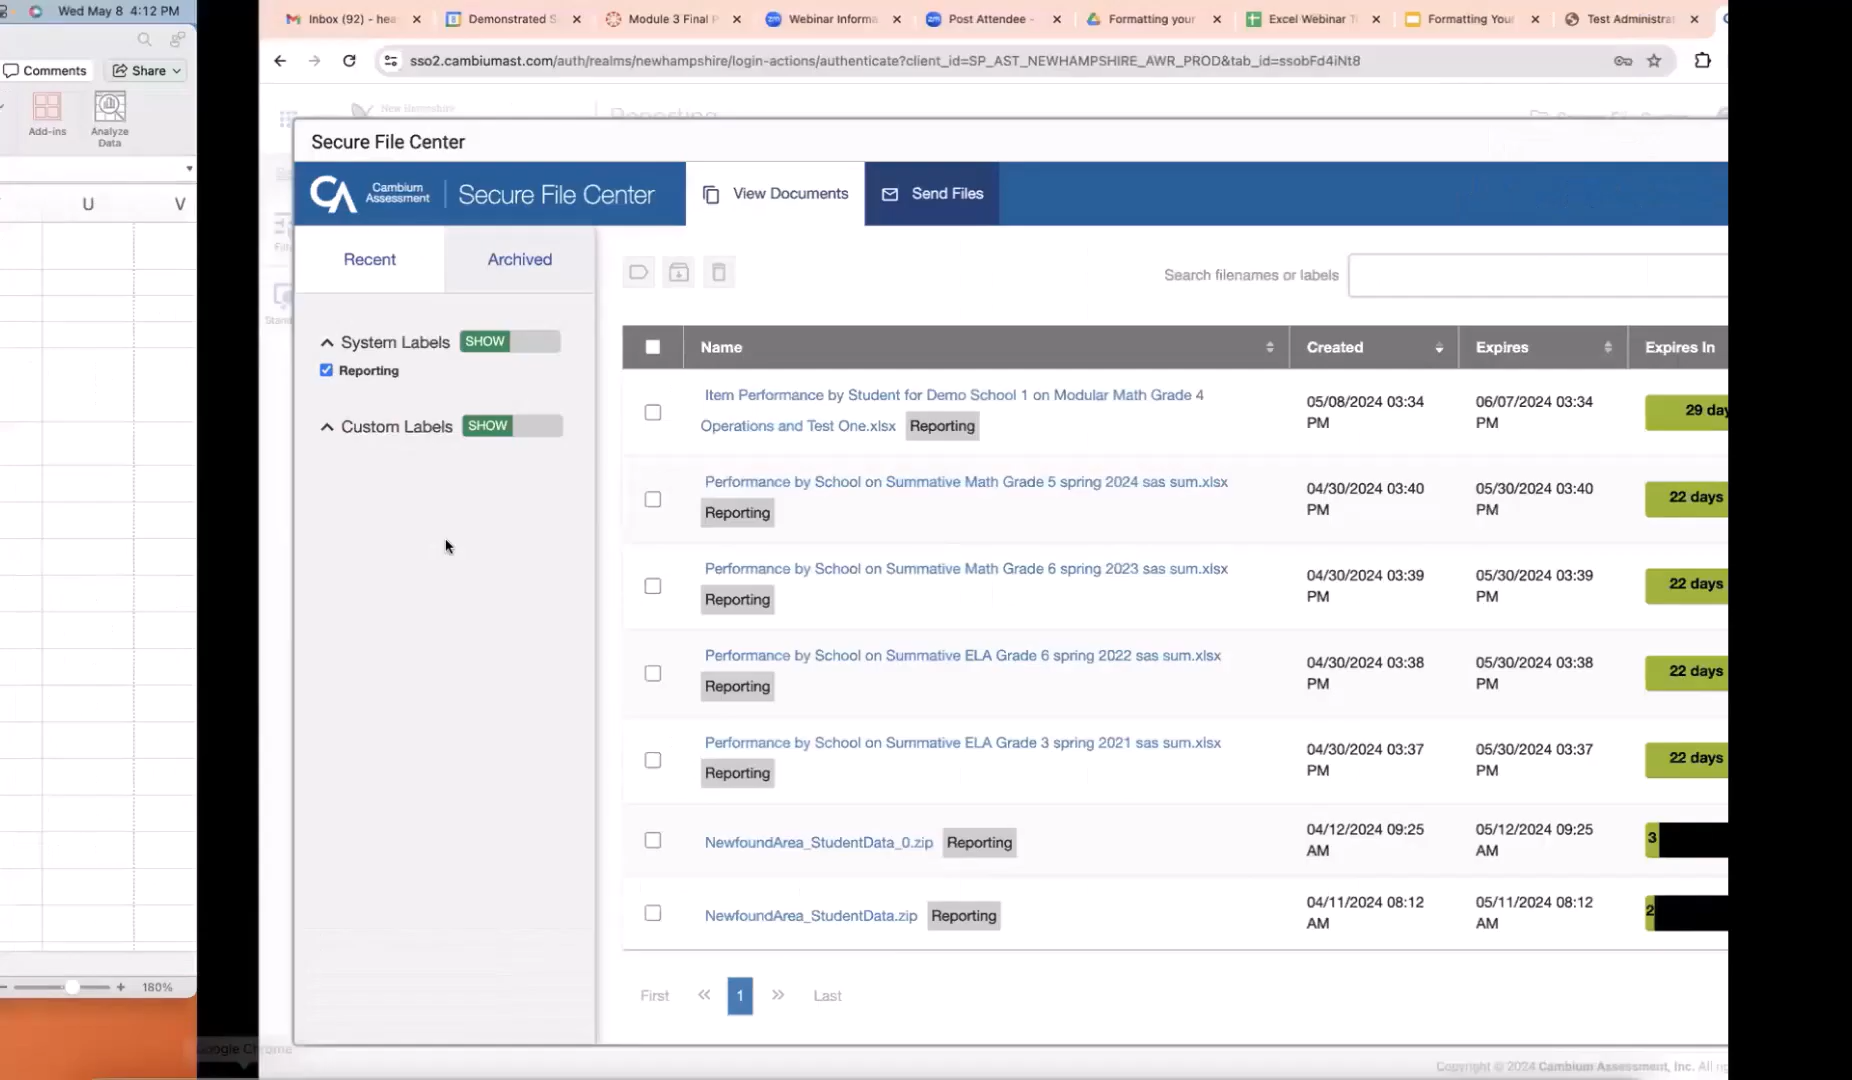 Wed May 8 4:12 PM
Comments
Share
Add-ins
Analyze
Data
U
V
180%
Inbox (92) - hea
Demonstrated S
Module 3 Final P
Webinar Informa
Post Attendee -
Formatting your
Excel Webinar T
Formatting Your
Test Administra
sso2.cambiumast.com/auth/realms/newhampshire/login-actions/authenticate?client_id=SP_AST_NEWHAMPSHIRE_AWR_PROD&tab_id=ssobFd4iNt8
New Hampshire
Reporting
Secure File Center
CA
Cambium
Assessment
Secure File Center
View Documents
Send Files
Recent
Archived
System Labels SHOW
Reporting
Custom Labels SHOW
Search filenames or labels
Name
Created
Expires
Expires In
Item Performance by Student for Demo School 1 on Modular Math Grade 4
Operations and Test One.xlsx Reporting
05/08/2024 03:34
PM
06/07/2024 03:34
PM
29 day
Performance by School on Summative Math Grade 5 spring 2024 sas sum.xlsx
Reporting
04/30/2024 03:40
PM
05/30/2024 03:40
PM
22 days
Performance by School on Summative Math Grade 6 spring 2023 sas sum.xlsx
Reporting
04/30/2024 03:39
PM
05/30/2024 03:39
PM
22 days
Performance by School on Summative ELA Grade 6 spring 2022 sas sum.xlsx
Reporting
04/30/2024 03:38
PM
05/30/2024 03:38
PM
22 days
Performance by School on Summative ELA Grade 3 spring 2021 sas sum.xlsx
Reporting
04/30/2024 03:37
PM
05/30/2024 03:37
PM
22 days
NewfoundArea_StudentData_0.zip Reporting
04/12/2024 09:25
AM
05/12/2024 09:25
AM
3
NewfoundArea_StudentData.zip Reporting
04/11/2024 08:12
AM
05/11/2024 08:12
AM
2
First
«
1
»
Last
Google Chrome
Copyright © 2024 Cambium Assessment, Inc. All